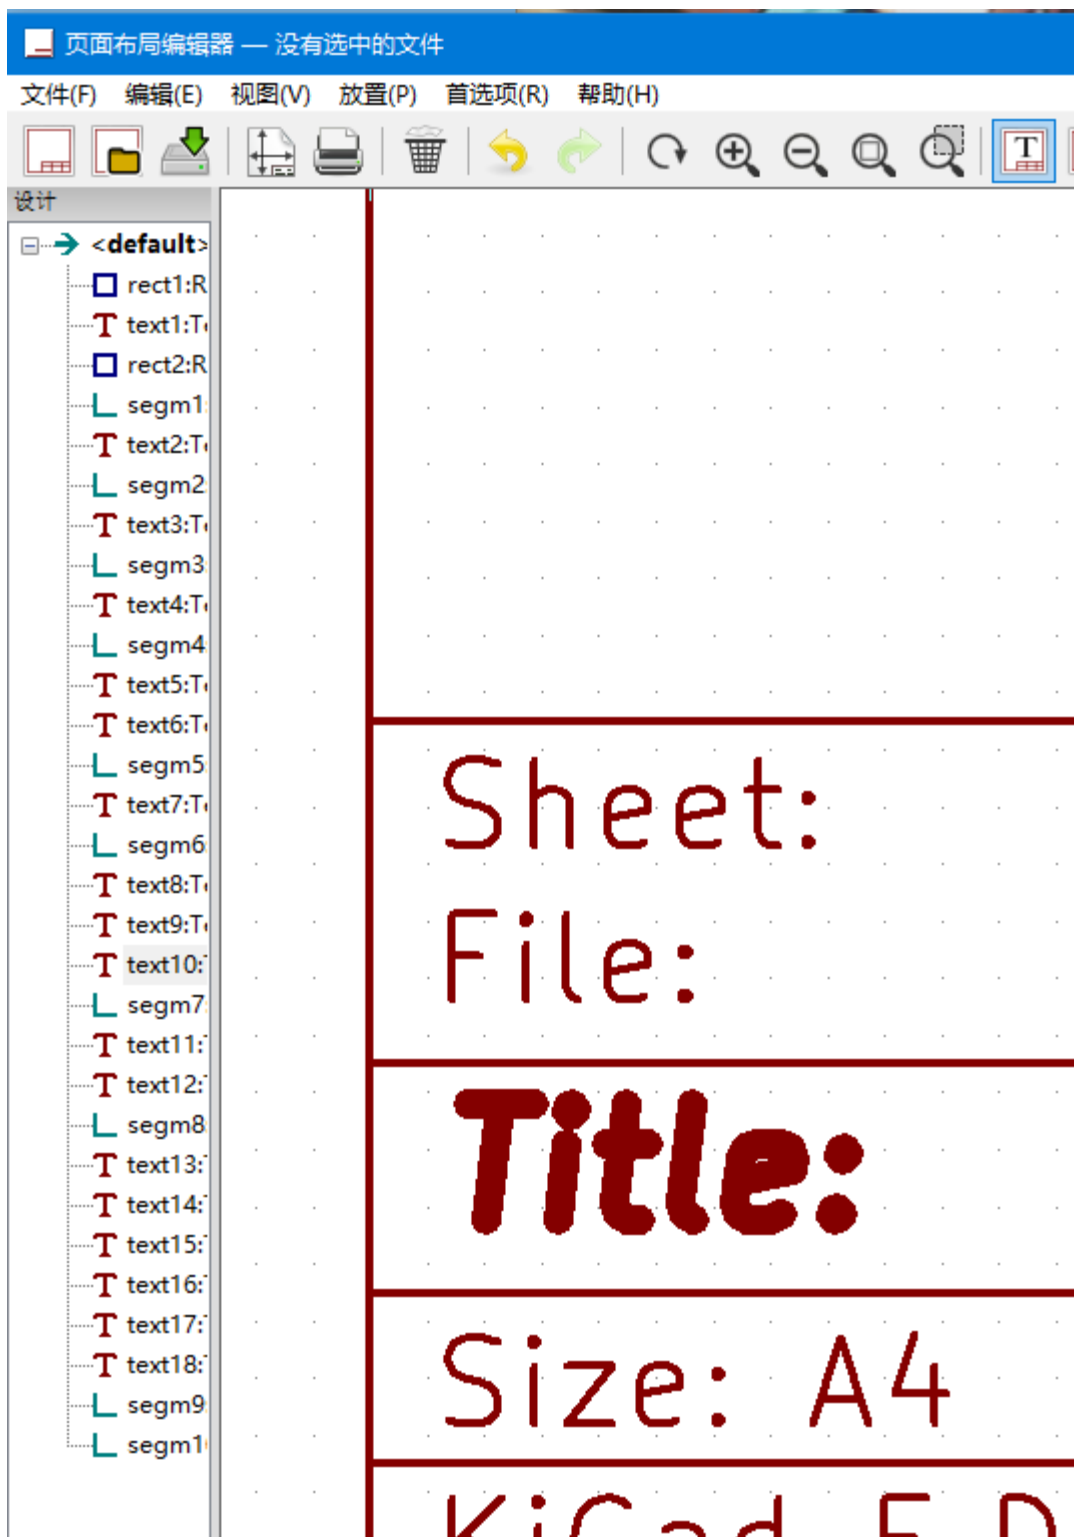 页面布局编辑器 — 没有选中的文件
文件(F) 编辑(E) 视图(V) 放置(P) 首选项(R) 帮助(H)
设计
<default>
rect1:R
text1:T
rect2:R
segm1
text2:T
segm2
text3:T
segm3
text4:T
segm4
text5:T
text6:T
segm5
text7:T
segm6
text8:T
text9:T
text10:
segm7
text11:
text12:
segm8
text13:
text14:
text15:
text16:
text17:
text18:
segm9
segm1
Sheet:
File:
Title:
Size: A4
KiCad E D